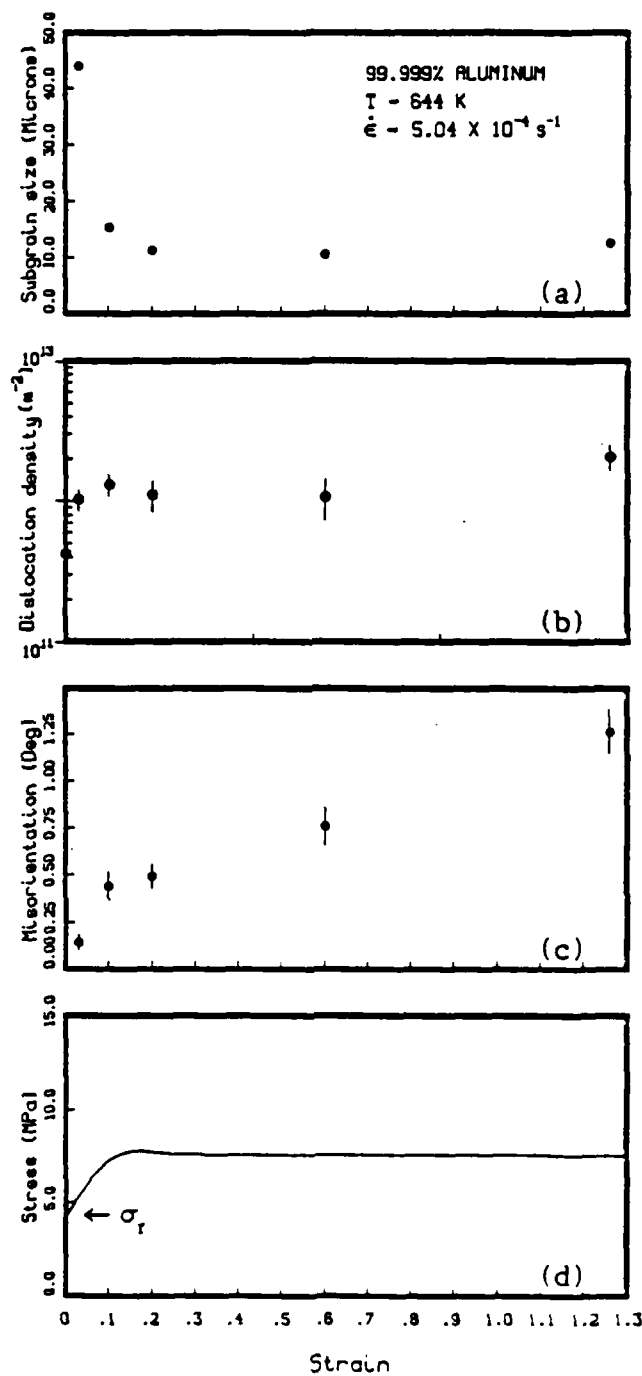 99.999% ALUMINUM
T - 644 K
ε̇ - 5.04 X 10⁻⁴ s⁻¹
Subgrain size (Microns)
0.0 10.0 20.0 30.0 40.0 50.0
(a)
Dislocation density (m⁻²)
10¹³
10¹¹
(b)
Misorientation (Deg)
0.00 0.25 0.50 0.75 1.00 1.25
(c)
Stress (MPa)
0.0 5.0 10.0 15.0
← σr
(d)
0 .1 .2 .3 .4 .5 .6 .7 .8 .9 1.0 1.1 1.2 1.3
Strain